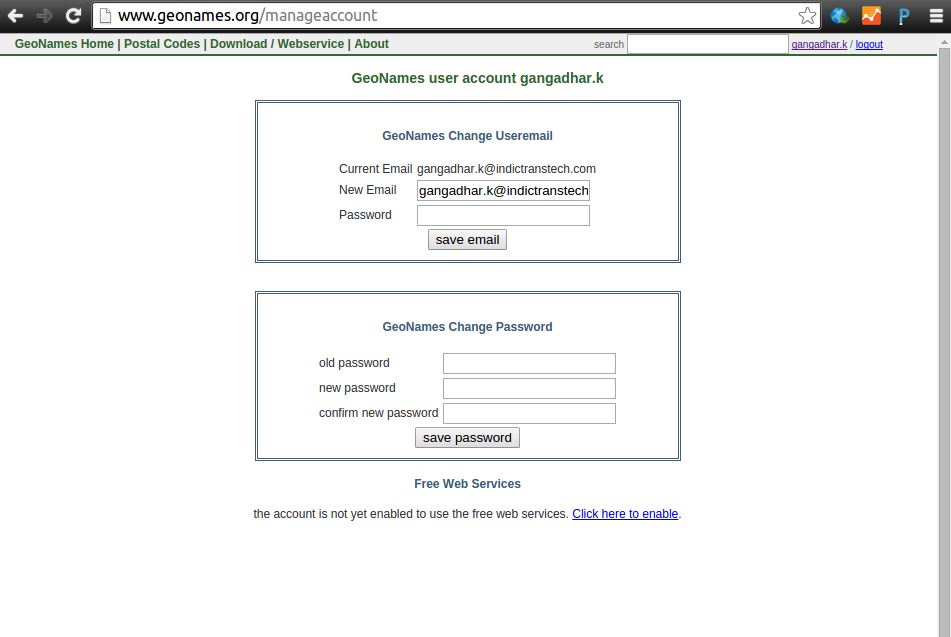 www.geonames.org/manageaccount
GeoNames Home | Postal Codes | Download / Webservice | About search gangadhar.k / logout
GeoNames user account gangadhar.k
GeoNames Change Useremail
Current Email gangadhar.k@indictranstech.com
New Email gangadhar.k@indictranstech
Password
save email
GeoNames Change Password
old password
new password
confirm new password
save password
Free Web Services
the account is not yet enabled to use the free web services. Click here to enable.